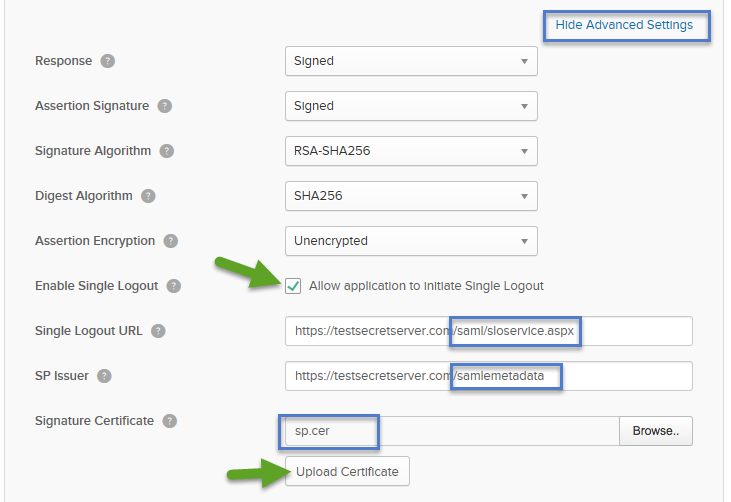 Hide Advanced Settings
Response ? Signed
Assertion Signature ? Signed
Signature Algorithm ? RSA-SHA256
Digest Algorithm ? SHA256
Assertion Encryption ? Unencrypted
Enable Single Logout ? Allow application to initiate Single Logout
Single Logout URL ? https://testsecretserver.com/saml/sloservice.aspx
SP Issuer ? https://testsecretserver.com/samlemetadata
Signature Certificate ? sp.cer Browse..
Upload Certificate